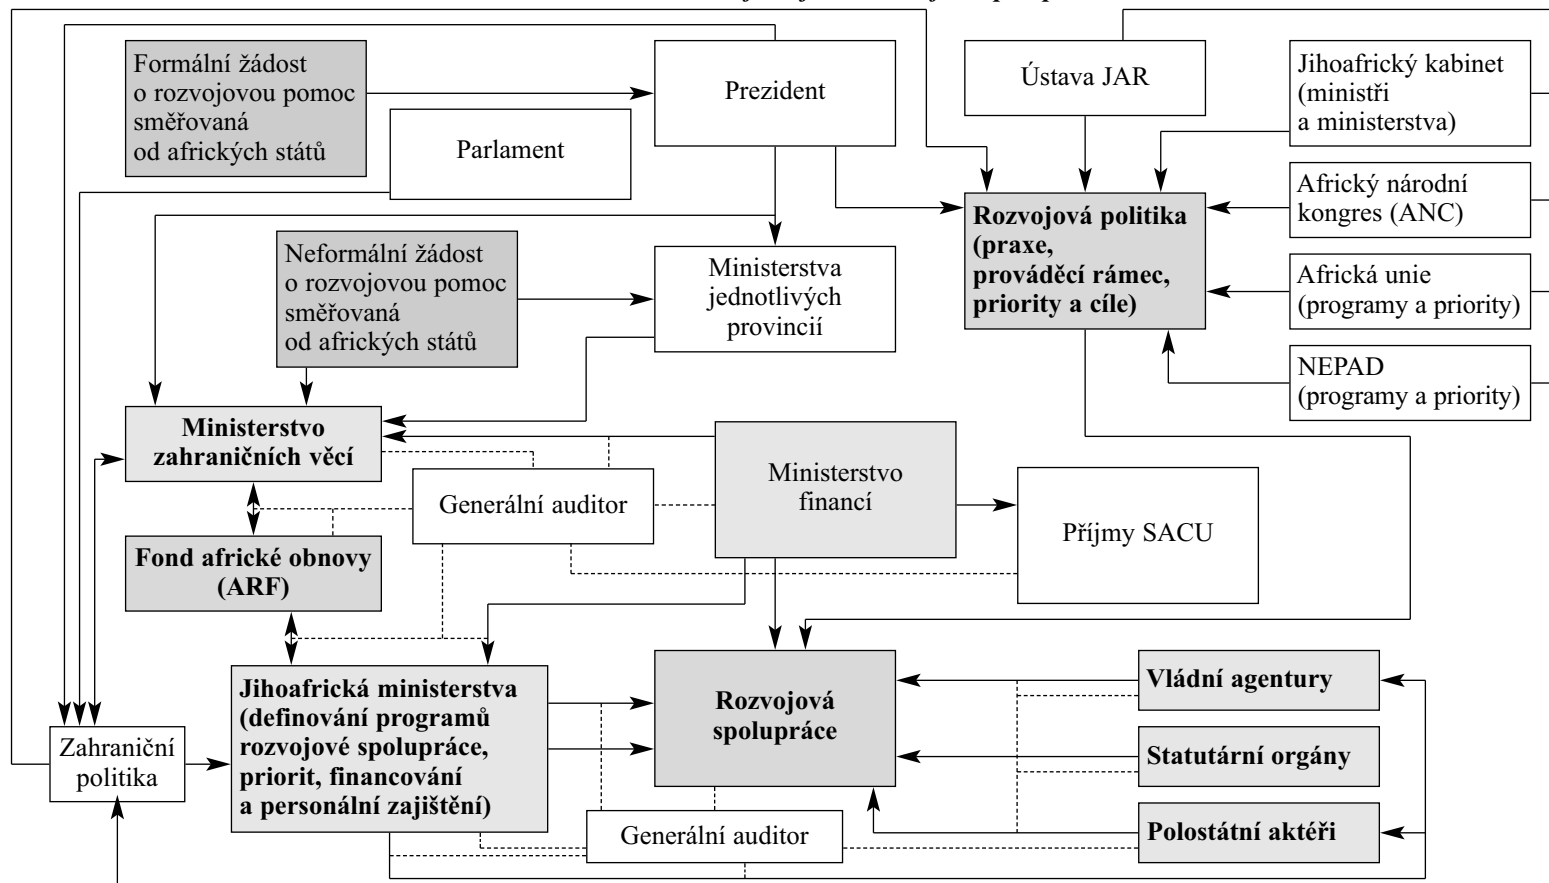 Formální žádost
o rozvojovou pomoc
směřovaná
od afrických států
Prezident
Parlament
Ústava JAR
Jihoafrický kabinet
(ministři
a ministerstva)
Africký národní
kongres (ANC)
Rozvojová politika
(praxe,
prováděcí rámec,
priority a cíle)
Neformální žádost
o rozvojovou pomoc
směřovaná
od afrických států
Ministerstva
jednotlivých
provincií
Africká unie
(programy a priority)
NEPAD
(programy a priority)
Ministerstvo
zahraničních věcí
Generální auditor
Ministerstvo
financí
Příjmy SACU
Fond africké obnovy
(ARF)
Jihoafrická ministerstva
(definování programů
rozvojové spolupráce,
priorit, financování
a personální zajištění)
Rozvojová
spolupráce
Vládní agentury
Statutární orgány
Polostátní aktéři
Zahraniční
politika
Generální auditor